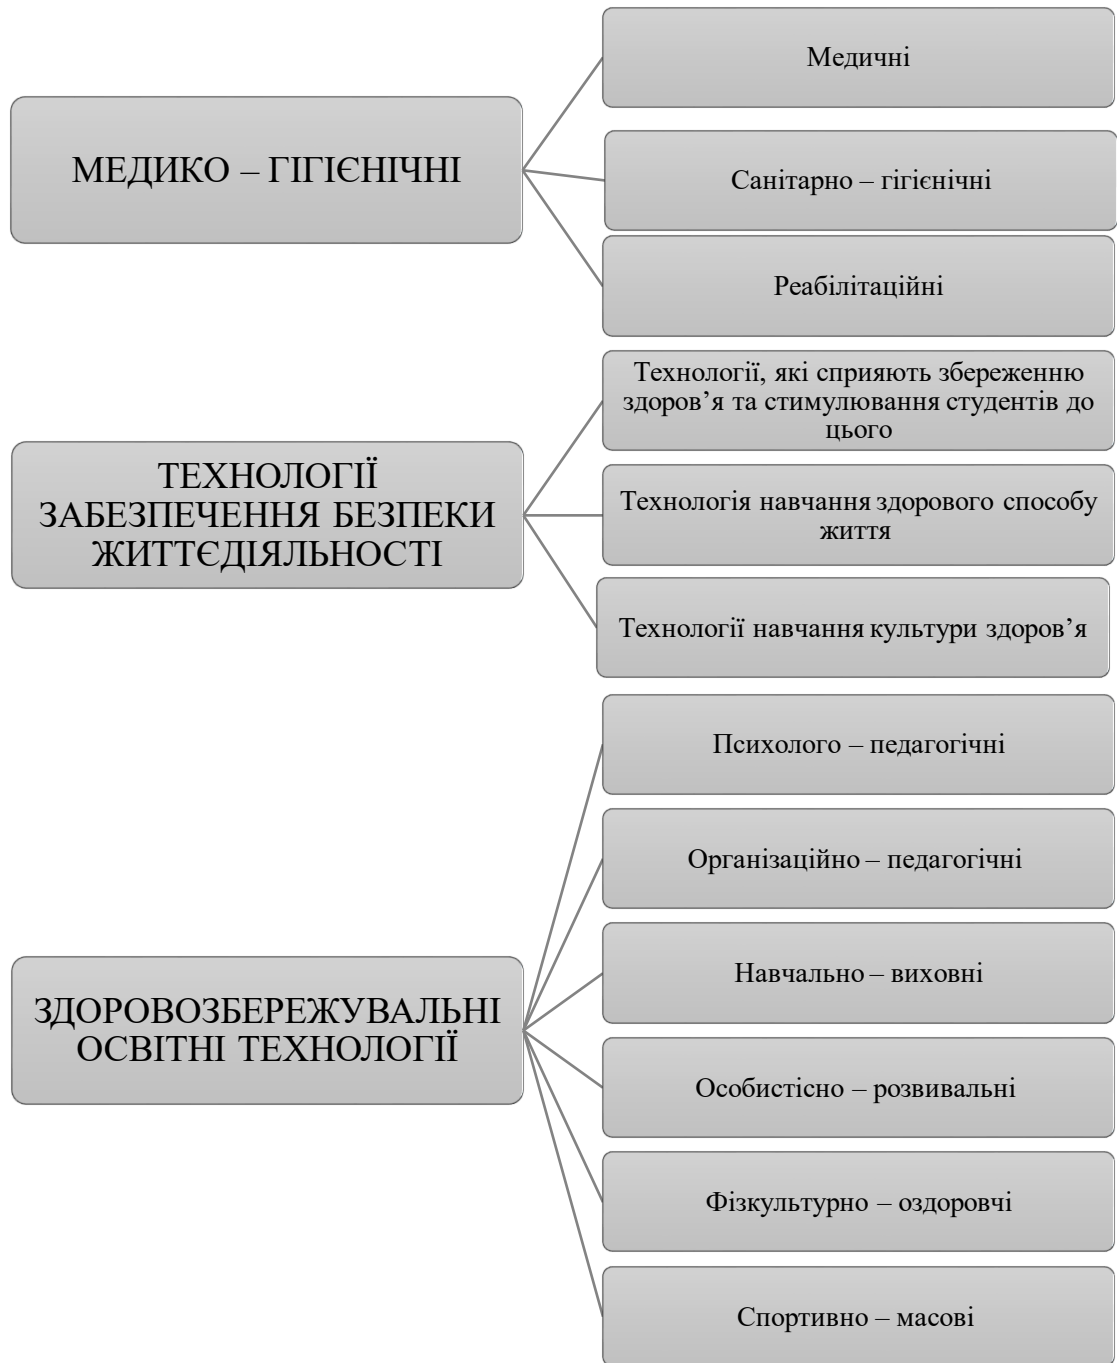 МЕДИКО – ГІГІЄНІЧНІ
Медичні
Санітарно – гігієнічні
Реабілітаційні
ТЕХНОЛОГІЇ
ЗАБЕЗПЕЧЕННЯ БЕЗПЕКИ
ЖИТТЄДІЯЛЬНОСТІ
Технології, які сприяють збереженню
здоров’я та стимулювання студентів до
цього
Технологія навчання здорового способу
життя
Технології навчання культури здоров’я
ЗДОРОВОЗБЕРЕЖУВАЛЬНІ
ОСВІТНІ ТЕХНОЛОГІЇ
Психолого – педагогічні
Організаційно – педагогічні
Навчально – виховні
Особистісно – розвивальні
Фізкультурно – оздоровчі
Спортивно – масові